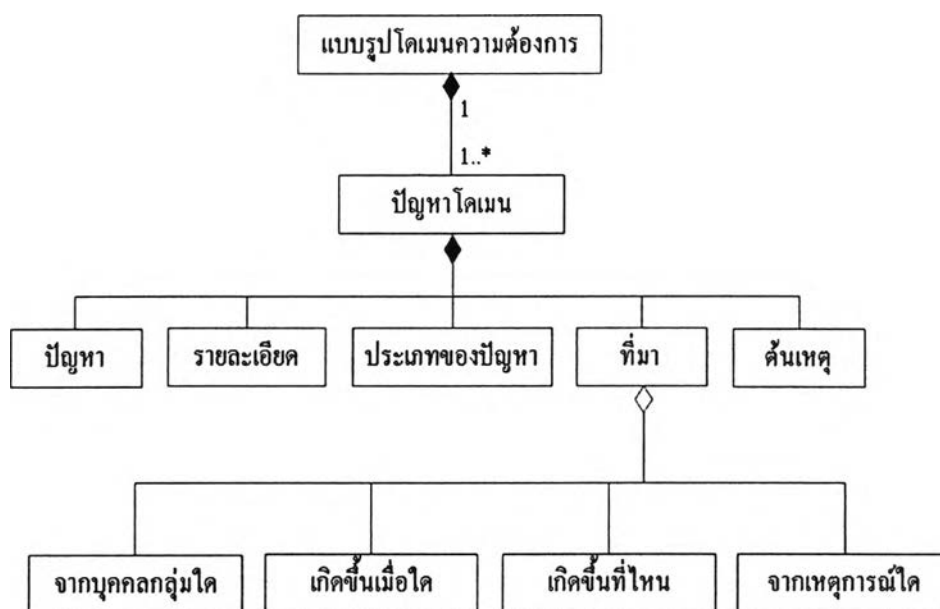 แบบรูปโดเมนความต้องการ
1
1..*
ปัญหาโดเมน
ปัญหา
รายละเอียด
ประเภทของปัญหา
ที่มา
ต้นเหตุ
จากบุคคลกลุ่มใด
เกิดขึ้นเมื่อใด
เกิดขึ้นที่ไหน
จากเหตุการณ์ใด